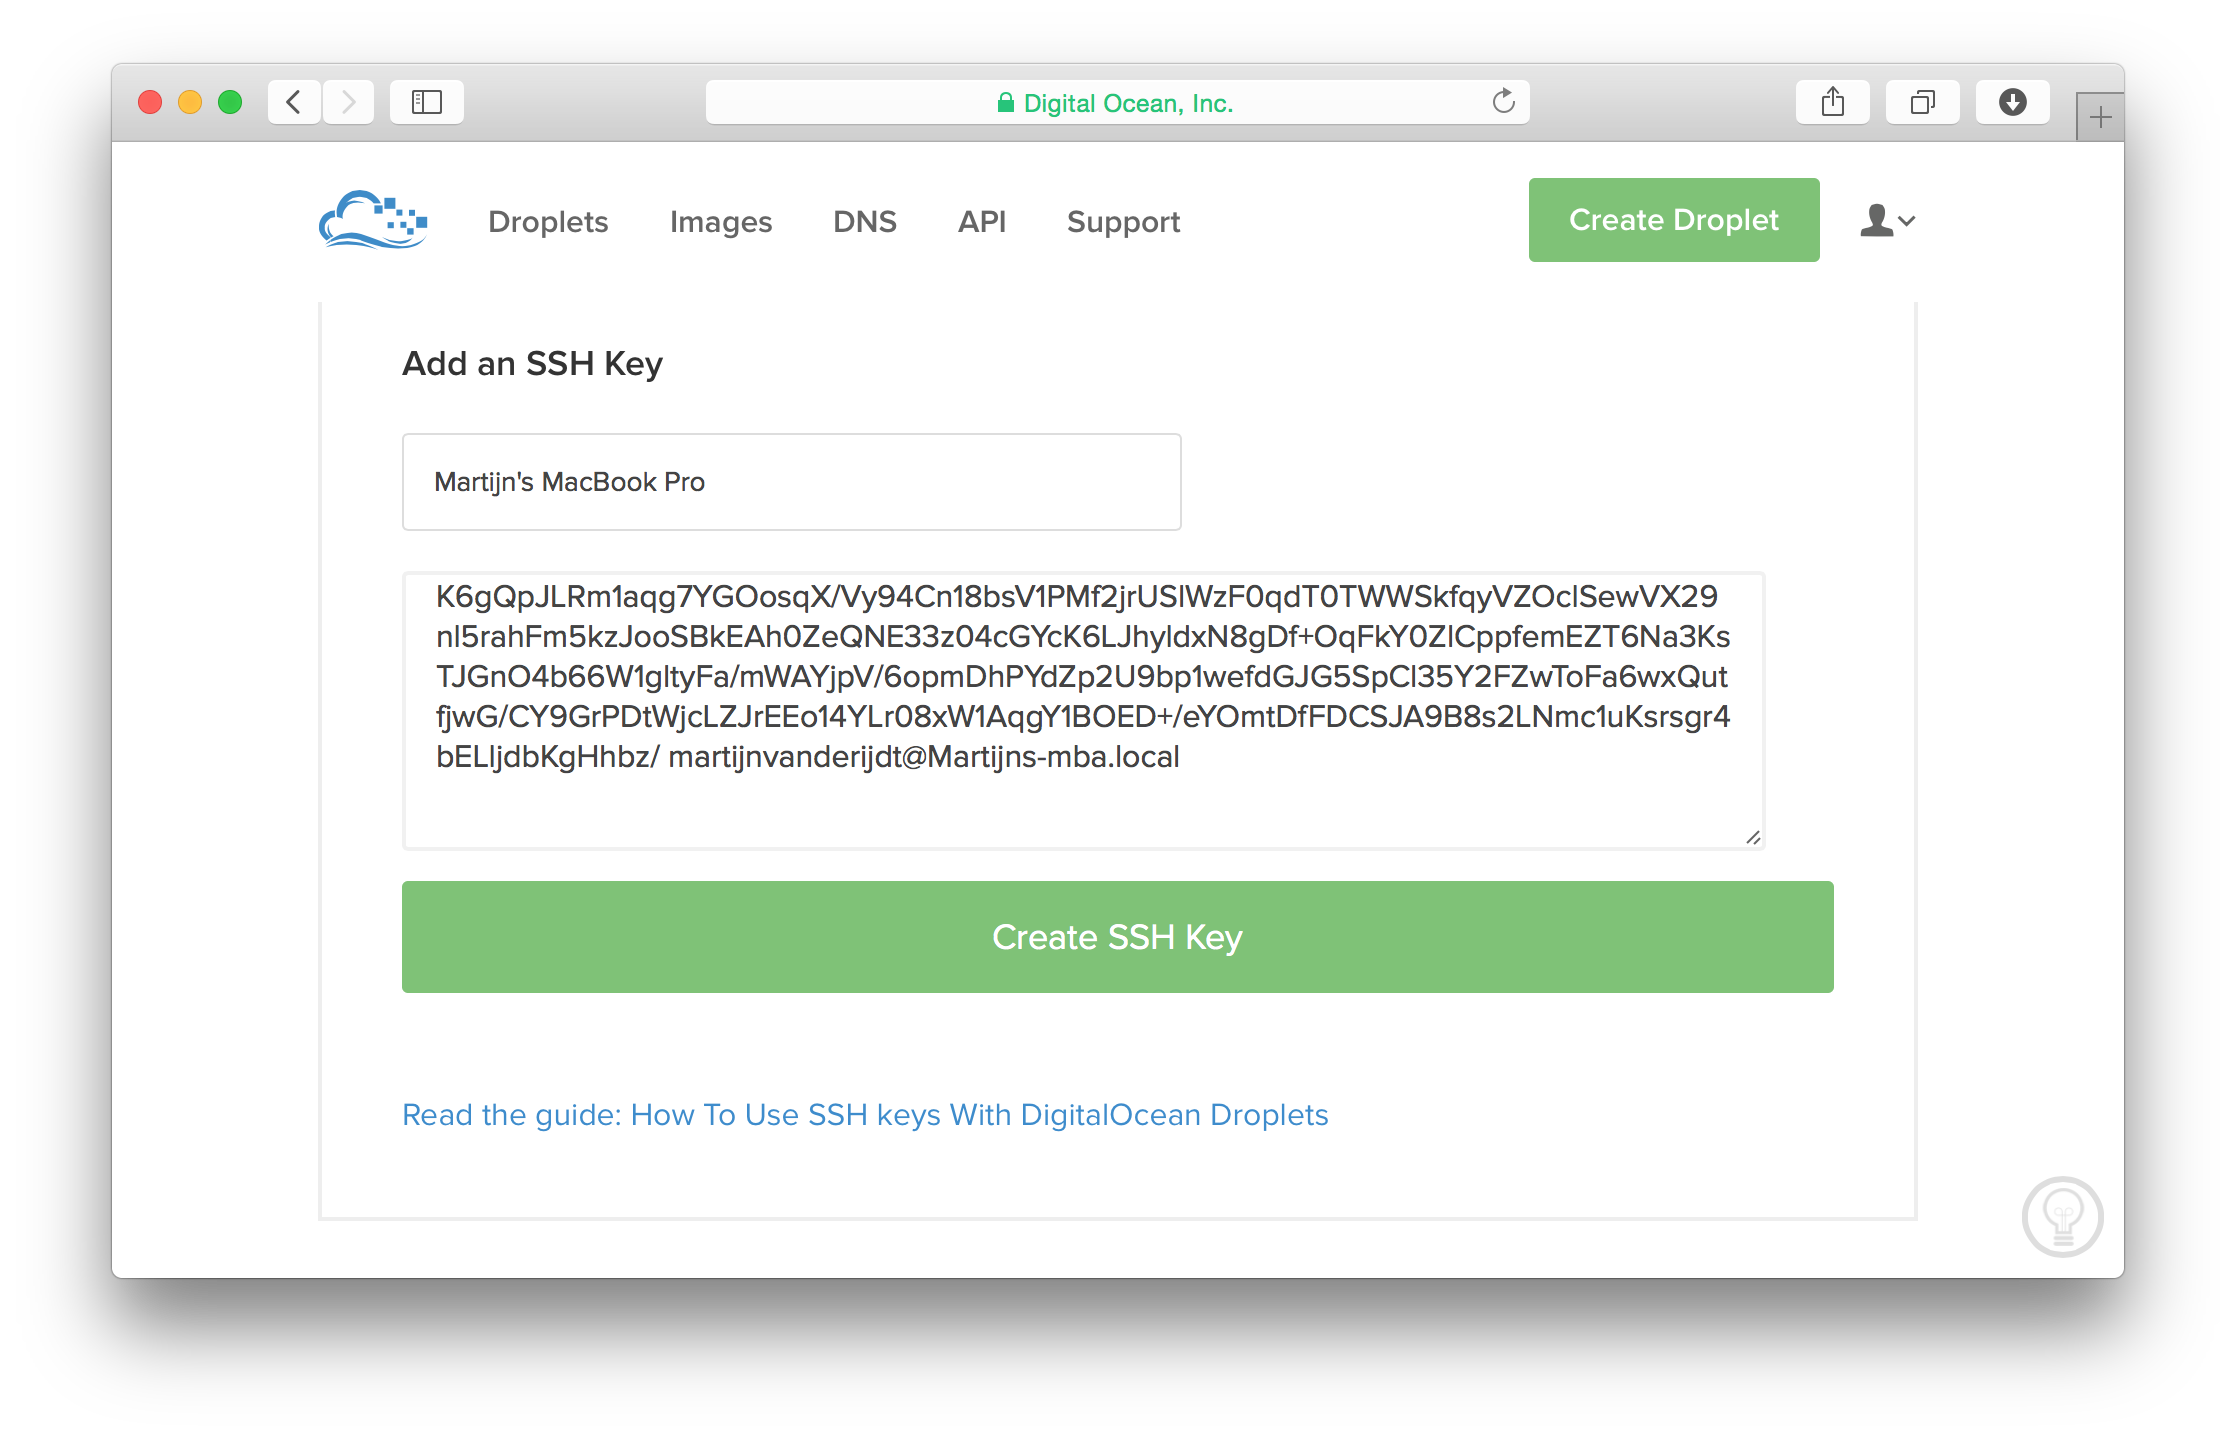 Digital Ocean, Inc.
Droplets Images DNS API Support Create Droplet
Add an SSH Key
Martijn's MacBook Pro
K6gQpJLRm1aqg7YGOosqX/Vy94Cn18bsV1PMf2jrUSlWzF0qdT0TWWSkfqyVZOclSewVX29
nl5rahFm5kzJooSBkEAh0ZeQNE33z04cGYcK6LJhyldxN8gDf+OqFkY0ZlCppfemEZT6Na3Ks
TJGnO4b66W1gltyFa/mWAYjpV/6opmDhPYdZp2U9bp1wefdGJG5SpCl35Y2FZwToFa6wxQut
fjwG/CY9GrPDtWjcLZJrEEo14YLr08xW1AqgY1BOED+/eYOmtDfFDCSJA9B8s2LNmc1uKsrsgr4
bELljdbKgHhbz/ martijnvanderijdt@Martijns-mba.local
Create SSH Key
Read the guide: How To Use SSH keys With DigitalOcean Droplets